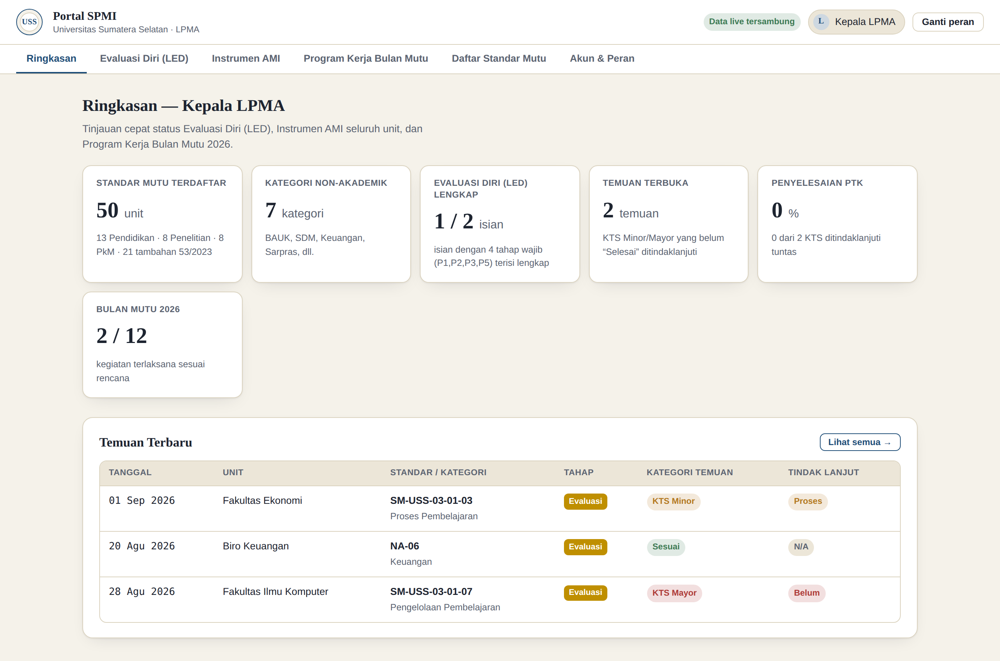 USS
Portal SPMI
Universitas Sumatera Selatan · LPMA
Data live tersambung
L
Kepala LPMA
Ganti peran
Ringkasan
Evaluasi Diri (LED)
Instrumen AMI
Program Kerja Bulan Mutu
Daftar Standar Mutu
Akun & Peran
Ringkasan — Kepala LPMA
Tinjauan cepat status Evaluasi Diri (LED), Instrumen AMI seluruh unit, dan
Program Kerja Bulan Mutu 2026.
STANDAR MUTU TERDAFTAR
50 unit
13 Pendidikan · 8 Penelitian · 8
PkM · 21 tambahan 53/2023
KATEGORI NON-AKADEMIK
7 kategori
BAUK, SDM, Keuangan,
Sarpras, dll.
EVALUASI DIRI (LED)
LENGKAP
1 / 2 isian
isian dengan 4 tahap wajib
(P1,P2,P3,P5) terisi lengkap
TEMUAN TERBUKA
2 temuan
KTS Minor/Mayor yang belum
“Selesai” ditindaklanjuti
PENYELESAIAN PTK
0 %
0 dari 2 KTS ditindaklanjuti
tuntas
BULAN MUTU 2026
2 / 12
kegiatan terlaksana sesuai
rencana
Temuan Terbaru
Lihat semua →
TANGGAL UNIT STANDAR / KATEGORI TAHAP KATEGORI TEMUAN TINDAK LANJUT
01 Sep 2026 Fakultas Ekonomi SM-USS-03-01-03 Evaluasi KTS Minor Proses
Proses Pembelajaran
20 Agu 2026 Biro Keuangan NA-06 Evaluasi Sesuai N/A
Keuangan
28 Agu 2026 Fakultas Ilmu Komputer SM-USS-03-01-07 Evaluasi KTS Mayor Belum
Pengelolaan Pembelajaran